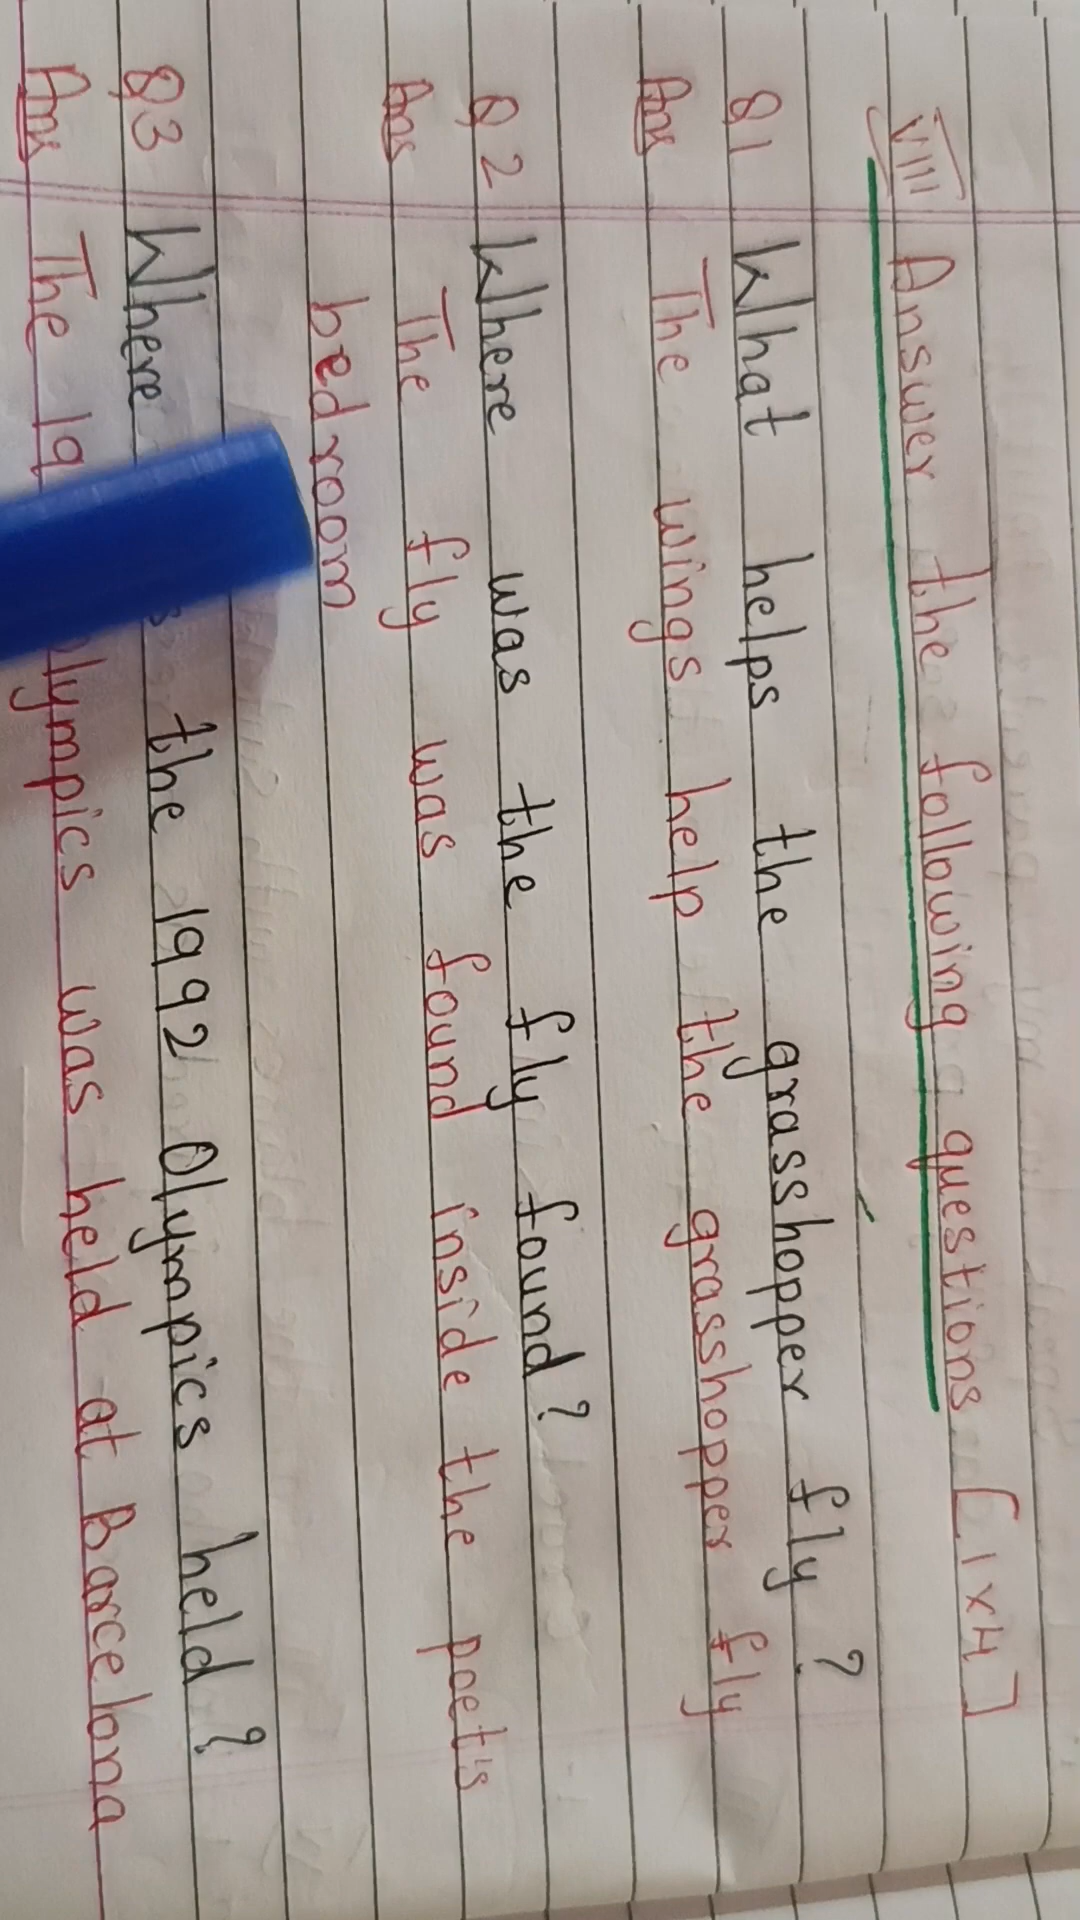 VIII Answer the following questions [1x4]
Q1 What helps the grasshopper fly ?
Ans The wings help the grasshopper fly
Q2 Where was the fly found ?
Ans The fly was found inside the poet's
bedroom
Q3 Where the 1992 Olympics held ?
Ans The 19 lympics was held at Barcelona